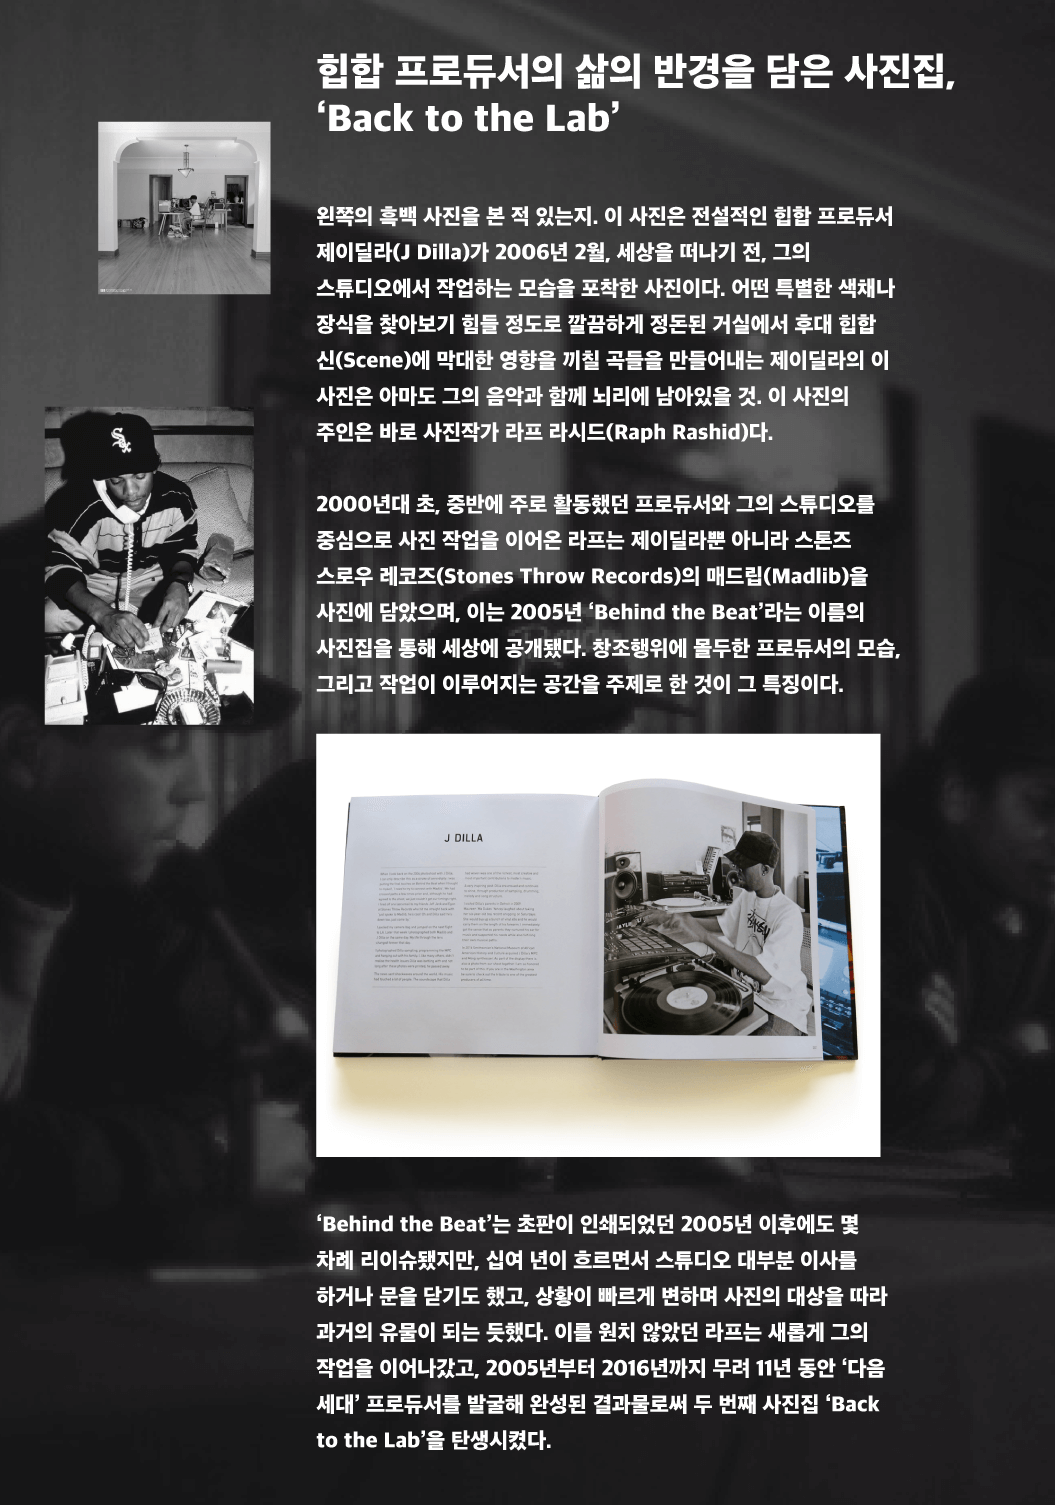 힙합 프로듀서의 삶의 반경을 담은 사진집,
‘Back to the Lab’
왼쪽의 흑백 사진을 본 적 있는지. 이 사진은 전설적인 힙합 프로듀서
제이딜라(J Dilla)가 2006년 2월, 세상을 떠나기 전, 그의
스튜디오에서 작업하는 모습을 포착한 사진이다. 어떤 특별한 색채나
장식을 찾아보기 힘들 정도로 깔끔하게 정돈된 거실에서 후대 힙합
신(Scene)에 막대한 영향을 끼칠 곡들을 만들어내는 제이딜라의 이
사진은 아마도 그의 음악과 함께 뇌리에 남아있을 것. 이 사진의
주인은 바로 사진작가 라프 라시드(Raph Rashid)다.
2000년대 초, 중반에 주로 활동했던 프로듀서와 그의 스튜디오를
중심으로 사진 작업을 이어온 라프는 제이딜라뿐 아니라 스톤즈
스로우 레코즈(Stones Throw Records)의 매드립(Madlib)을
사진에 담았으며, 이는 2005년 ‘Behind the Beat’라는 이름의
사진집을 통해 세상에 공개됐다. 창조행위에 몰두한 프로듀서의 모습,
그리고 작업이 이루어지는 공간을 주제로 한 것이 그 특징이다.
J DILLA
‘Behind the Beat’는 초판이 인쇄되었던 2005년 이후에도 몇
차례 리이슈됐지만, 십여 년이 흐르면서 스튜디오 대부분 이사를
하거나 문을 닫기도 했고, 상황이 빠르게 변하며 사진의 대상을 따라
과거의 유물이 되는 듯했다. 이를 원치 않았던 라프는 새롭게 그의
작업을 이어나갔고, 2005년부터 2016년까지 무려 11년 동안 ‘다음
세대’ 프로듀서를 발굴해 완성된 결과물로써 두 번째 사진집 ‘Back
to the Lab’을 탄생시켰다.